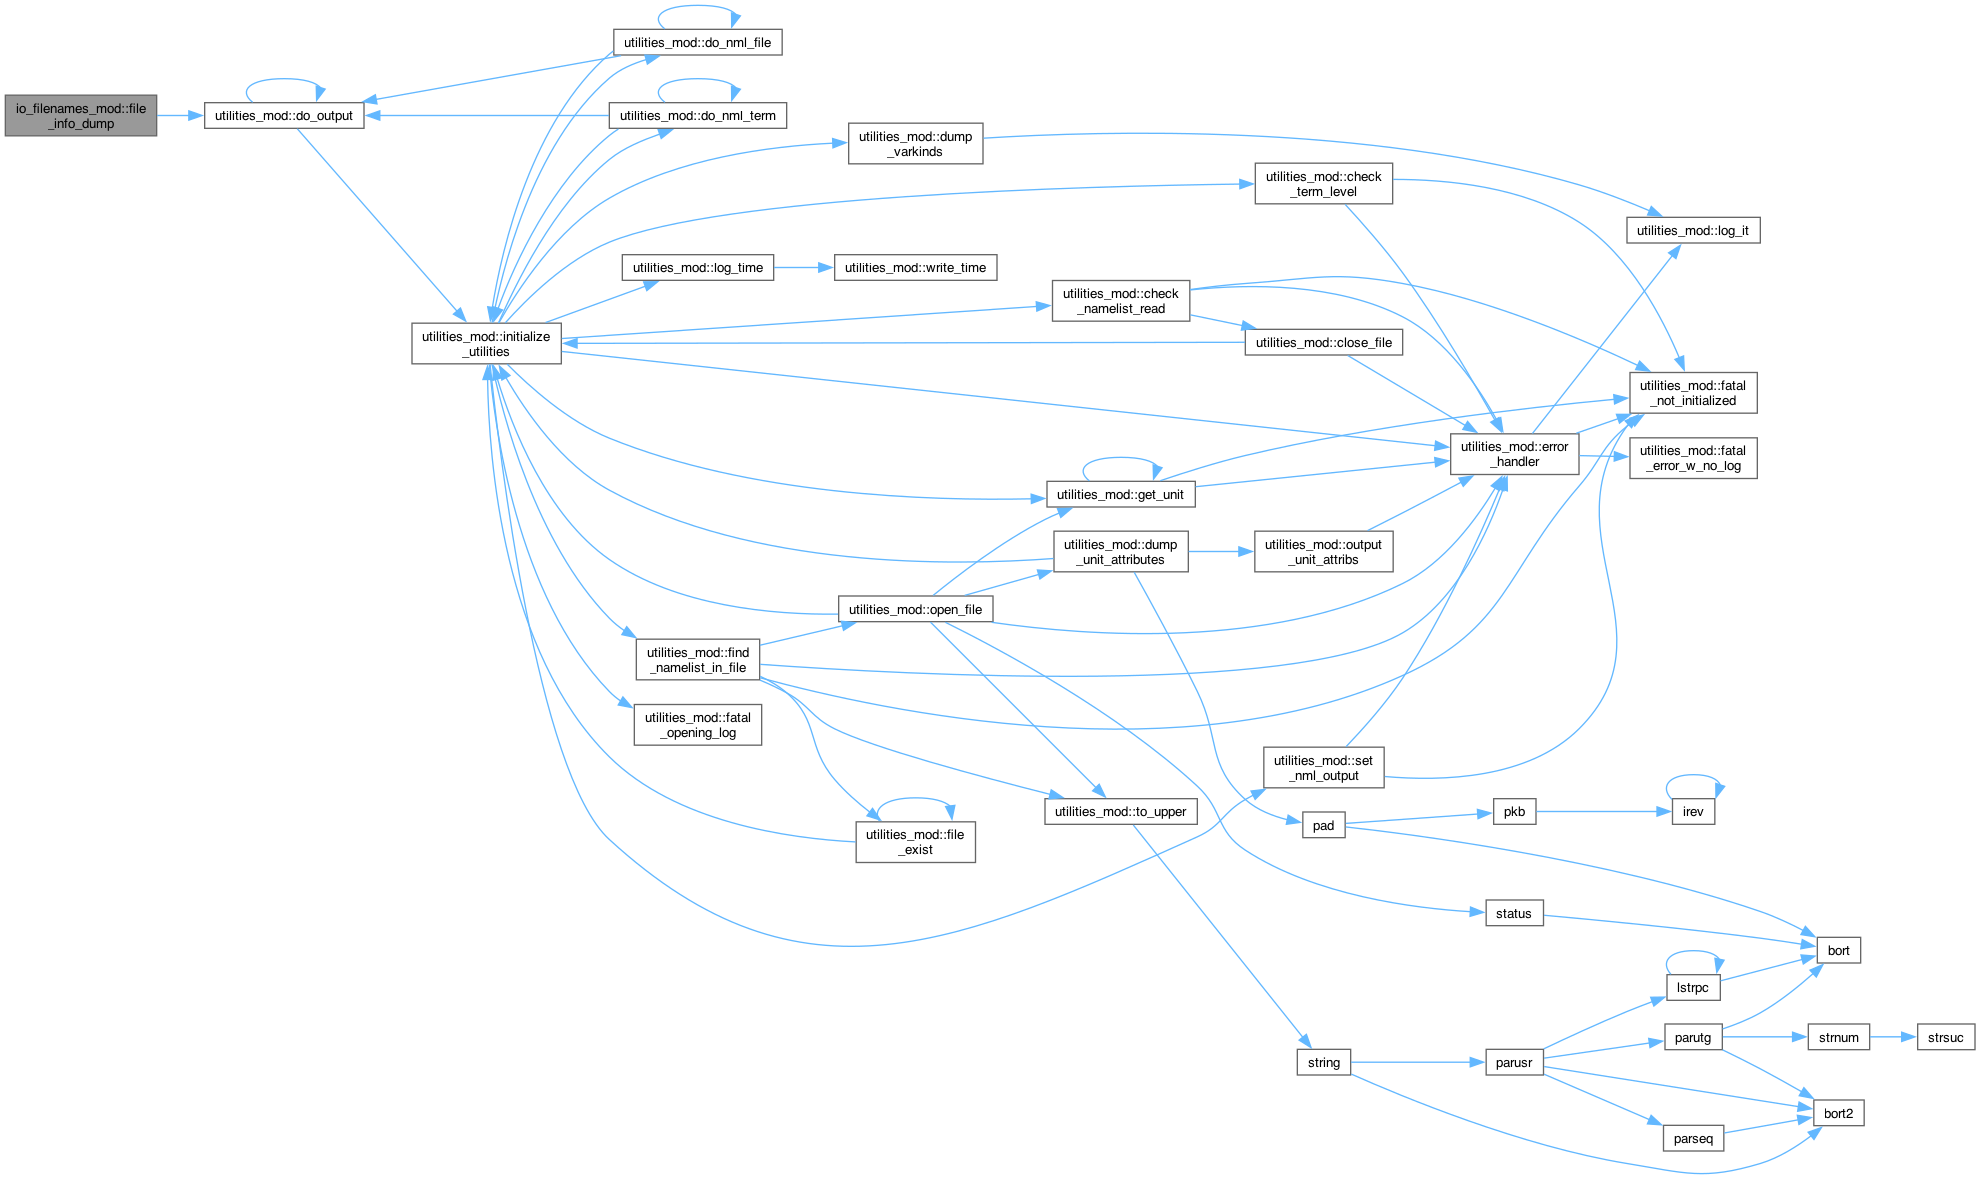 utilities_mod::do_nml_file
io_filenames_mod::file
_info_dump
utilities_mod::do_output
utilities_mod::do_nml_term
utilities_mod::dump
_varkinds
utilities_mod::check
_term_level
utilities_mod::log_it
utilities_mod::log_time
utilities_mod::write_time
utilities_mod::check
_namelist_read
utilities_mod::initialize
_utilities
utilities_mod::close_file
utilities_mod::fatal
_not_initialized
utilities_mod::error
_handler
utilities_mod::fatal
_error_w_no_log
utilities_mod::get_unit
utilities_mod::dump
_unit_attributes
utilities_mod::output
_unit_attribs
utilities_mod::open_file
utilities_mod::find
_namelist_in_file
utilities_mod::fatal
_opening_log
utilities_mod::set
_nml_output
utilities_mod::to_upper
utilities_mod::file
_exist
pad
pkb
irev
status
bort
lstrpc
string
parusr
parutg
strnum
strsuc
bort2
parseq